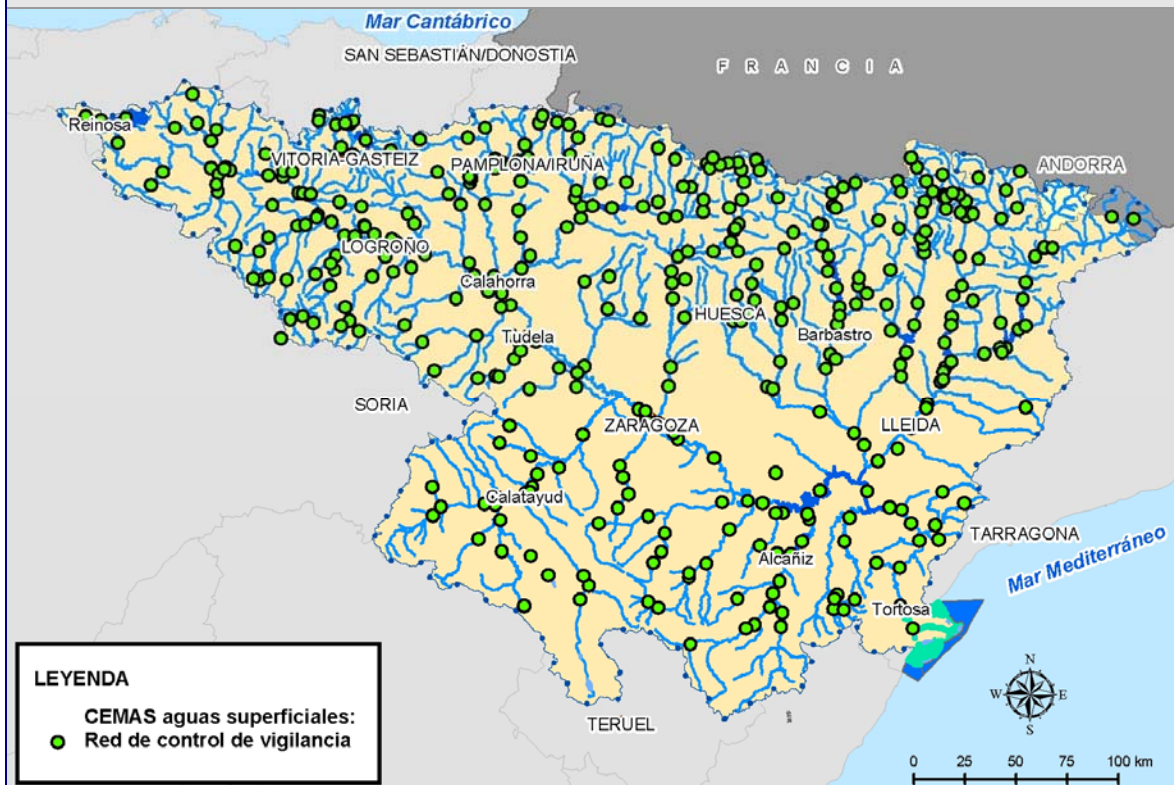 Mar Cantábrico
SAN SEBASTIÁN/DONOSTIA
F R A N C I A
Reinosa
VITORIA-GASTEIZ
PAMPLONA/IRUÑA
ANDORRA
LOGROÑO
Calahorra
HUESCA
Tudela
Barbastro
SORIA
ZARAGOZA
LLEIDA
Calatayud
TARRAGONA
Mar Mediterráneo
Alcañiz
Tortosa
TERUEL
LEYENDA
CEMAS aguas superficiales:
Red de control de vigilancia
N
W E
S
0 25 50 75 100 km